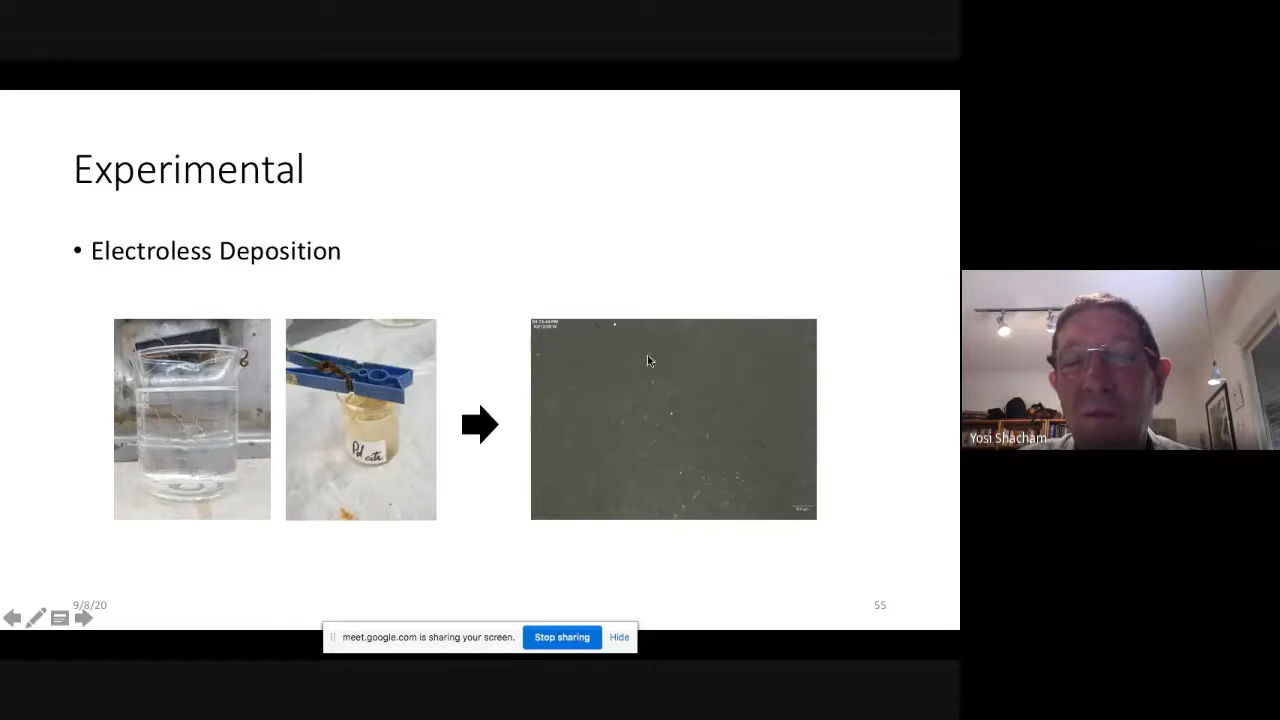 Experimental
• Electroless Deposition
Pd
9/8/20
55
meet.google.com is sharing your screen.
Stop sharing
Hide
Yosi Shacham